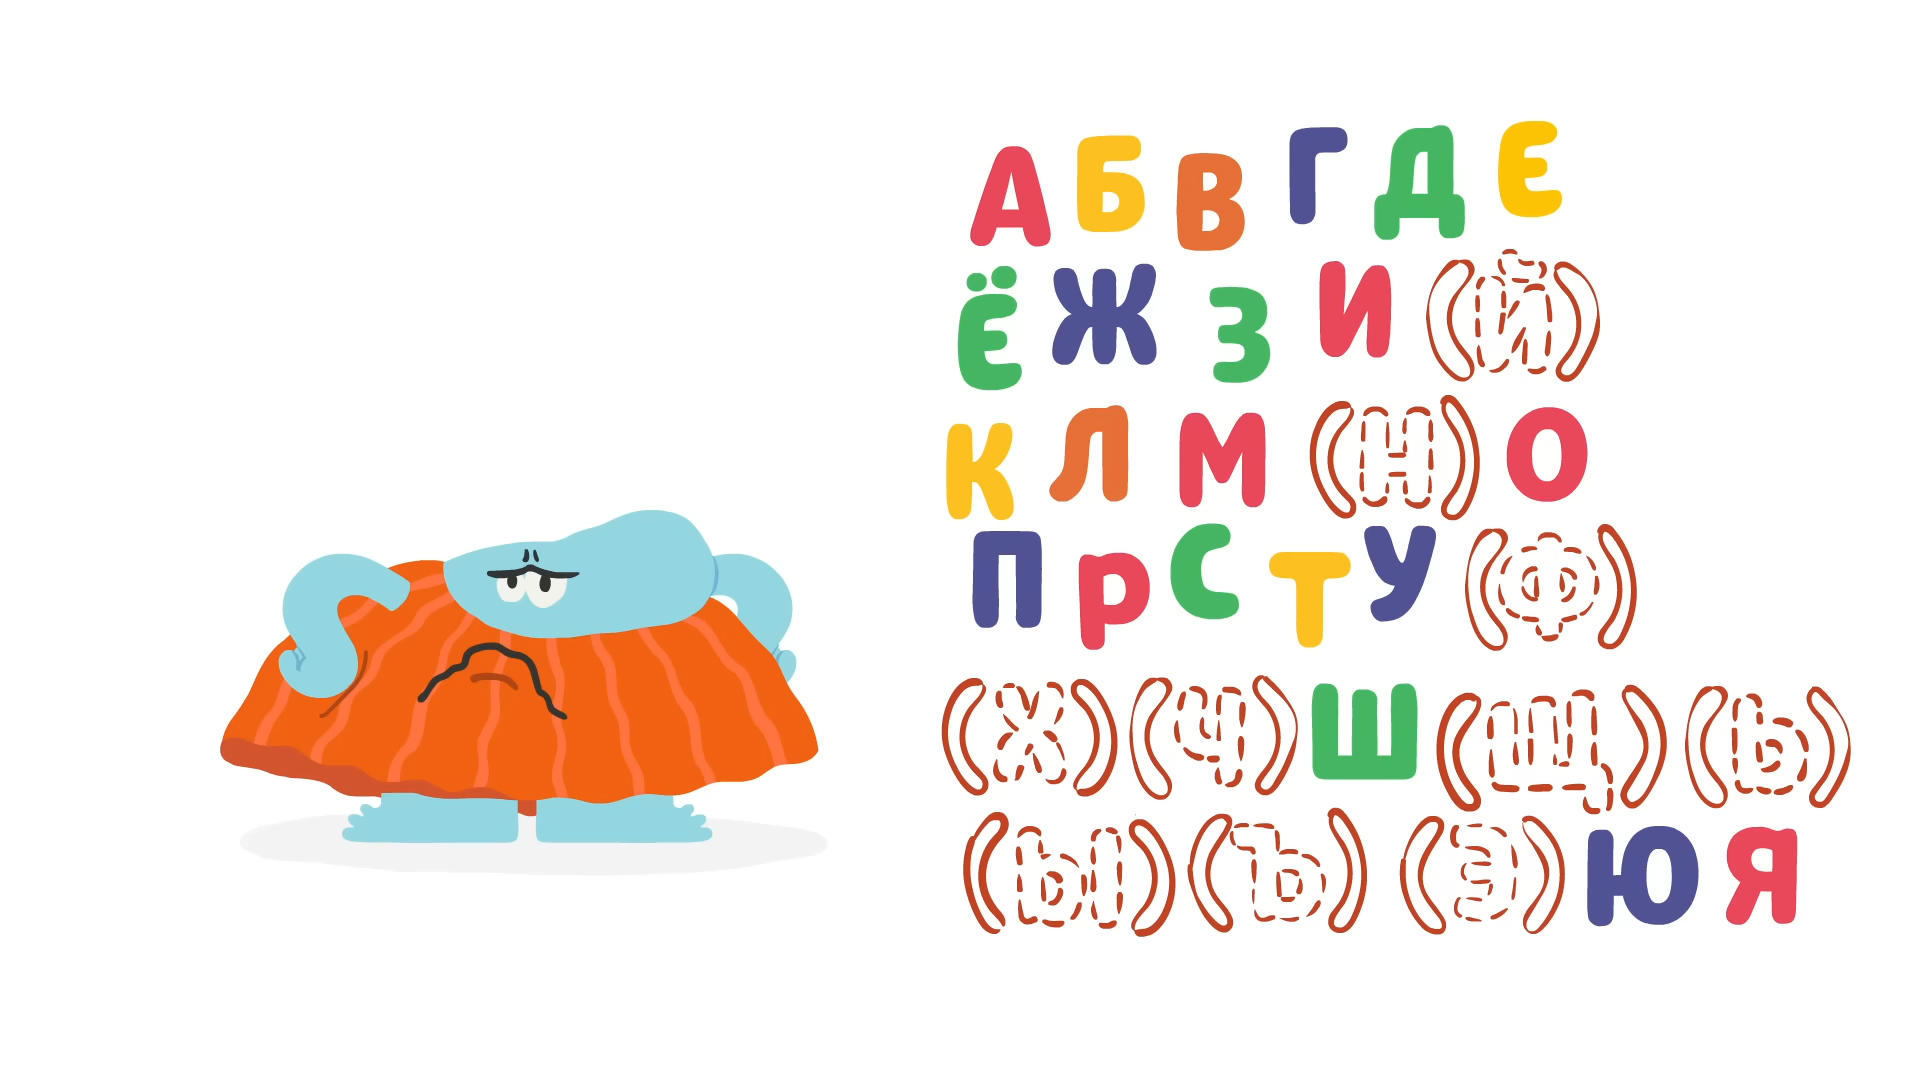 А Б В Г Д Е
Ё Ж З И (Й)
К Л М (Н) О
П Р С Т У (Ф)
(Х) (Ч) Ш (Щ) (Ь)
(Ы) (Ъ) (Э) Ю Я